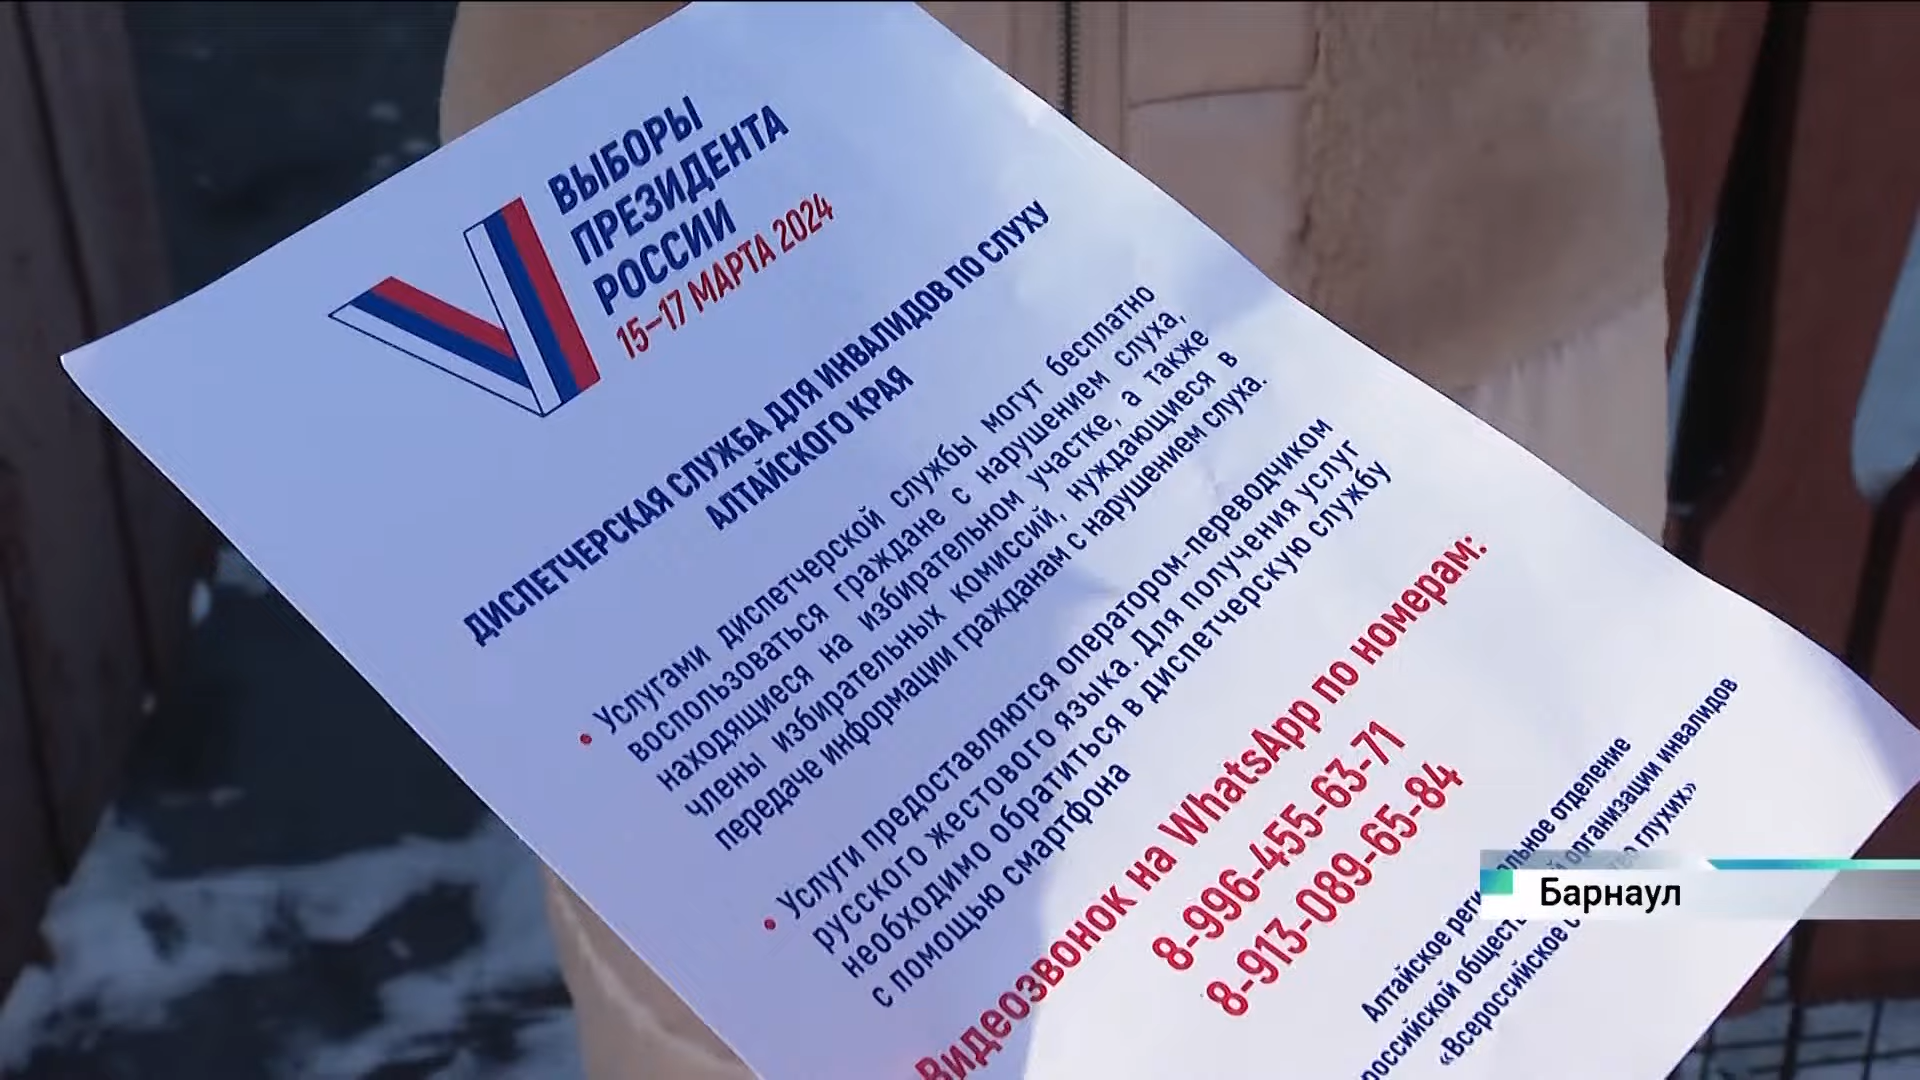 ВЫБОРЫ
ПРЕЗИДЕНТА
РОССИИ
15–17 МАРТА 2024
ДИСПЕТЧЕРСКАЯ СЛУЖБА ДЛЯ ИНВАЛИДОВ ПО СЛУХУ
АЛТАЙСКОГО КРАЯ
• Услугами диспетчерской службы могут бесплатно
воспользоваться граждане с нарушением слуха,
находящиеся на избирательном участке, а также
члены избирательных комиссий, нуждающиеся в
передаче информации гражданам с нарушением слуха.
• Услуги предоставляются оператором-переводчиком
русского жестового языка. Для получения услуг
необходимо обратиться в диспетчерскую службу
с помощью смартфона
Видеозвонок на WhatsApp по номерам:
8-996-455-63-71
8-913-089-65-84
Алтайское отделение
организации инвалидов
«Всероссийское глухих»
Барнаул